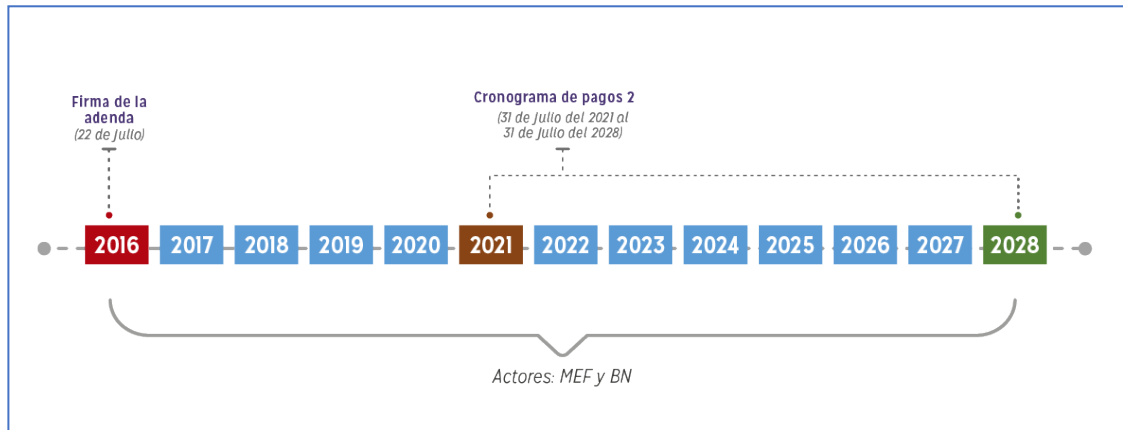 Firma de la
adenda
(22 de Julio)
Cronograma de pagos 2
(31 de Julio del 2021 al
31 de Julio del 2028)
2016 2017 2018 2019 2020 2021 2022 2023 2024 2025 2026 2027 2028
Actores: MEF y BN